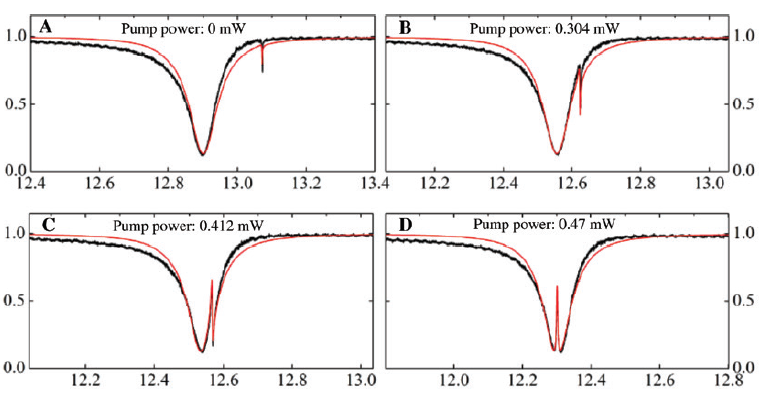 A Pump power: 0 mW
B Pump power: 0.304 mW
1.0 1.0
0.5 0.5
0.0 0.0
12.4 12.6 12.8 13.0 13.2 13.4 12.2 12.4 12.6 12.8 13.0
C Pump power: 0.412 mW
D Pump power: 0.47 mW
1.0 1.0
0.5 0.5
0.0 0.0
12.2 12.4 12.6 12.8 13.0 12.0 12.2 12.4 12.6 12.8